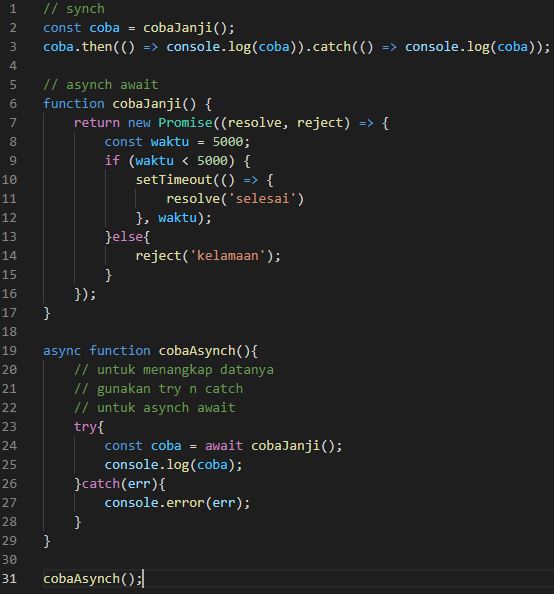 1 // synch
2 const coba = cobaJanji();
3 coba.then(() => console.log(coba)).catch(() => console.log(coba));
4
5 // asynch await
6 function cobaJanji() {
7     return new Promise((resolve, reject) => {
8         const waktu = 5000;
9         if (waktu < 5000) {
10             setTimeout(() => {
11                 resolve('selesai')
12             }, waktu);
13         }else{
14             reject('kelamaan');
15         }
16     });
17 }
18
19 async function cobaAsynch(){
20     // untuk menangkap datanya
21     // gunakan try n catch
22     // untuk asynch await
23     try{
24         const coba = await cobaJanji();
25         console.log(coba);
26     }catch(err){
27         console.error(err);
28     }
29 }
30
31 cobaAsynch();